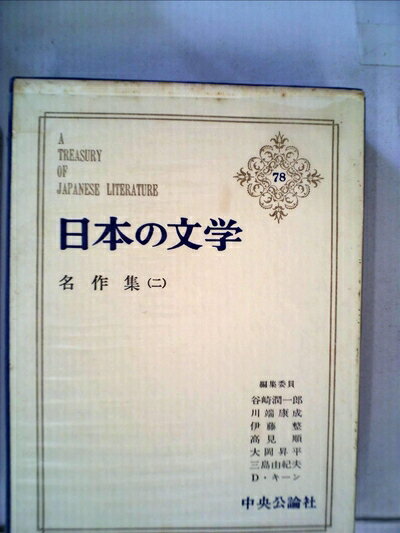 A
TREASURY
OF
JAPANESE LITERATURE
78
日本の文学
名作集(二)
編集委員
谷崎潤一郎
川端康成
伊藤整
高見順
大岡昇平
三島由紀夫
D・キーン
中央公論社